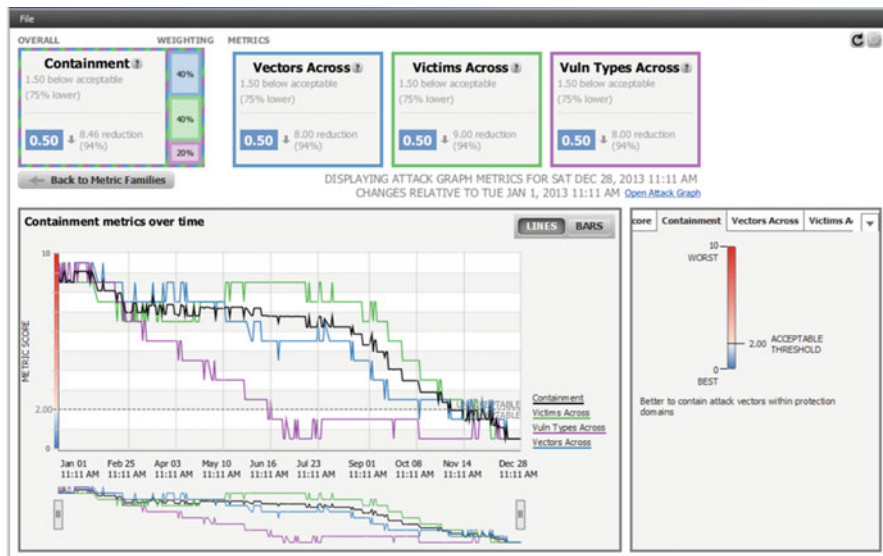 File
OVERALL WEIGHTING METRICS
Containment ?
1.50 below acceptable
(75% lower)
0.50 8.46 reduction
(94%)
40%
40%
20%
Vectors Across ?
1.50 below acceptable
(75% lower)
0.50 8.00 reduction
(94%)
Victims Across ?
1.50 below acceptable
(75% lower)
0.50 9.00 reduction
(94%)
Vuln Types Across ?
1.50 below acceptable
(75% lower)
0.50 8.00 reduction
(94%)
Back to Metric Families
DISPLAYING ATTACK GRAPH METRICS FOR SAT DEC 28, 2013 11:11 AM
CHANGES RELATIVE TO TUE JAN 1, 2013 11:11 AM Open Attack Graph
Containment metrics over time
LINES BARS
10
METRIC SCORE
2.00
0
Containment
Victims Across
Vuln Types Across
Vectors Across
Jan 01 Feb 25 Apr 03 May 10 Jun 16 Jul 23 Sep 01 Oct 08 Nov 14 Dec 28
11:11 AM 11:11 AM 11:11 AM 11:11 AM 11:11 AM 11:11 AM 11:11 AM 11:11 AM 11:11 AM 11:11 AM
core Containment Vectors Across Victims A
10
WORST
2.00 ACCEPTABLE
THRESHOLD
0
BEST
Better to contain attack vectors within protection
domains